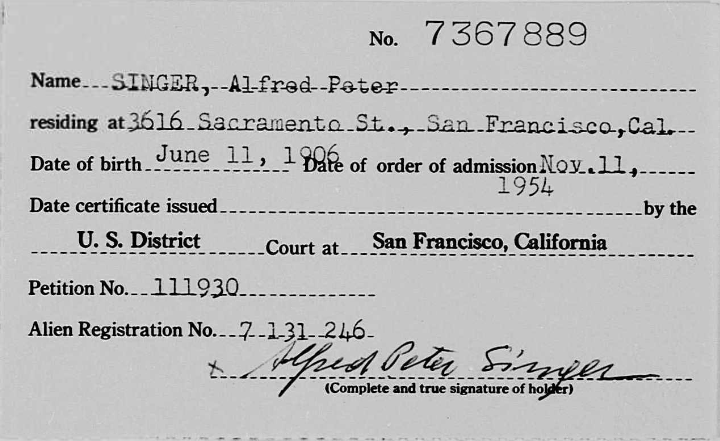 No. 7367889
Name SINGER, Alfred Peter
residing at 3616 Sacramento St., San Francisco, Cal.
Date of birth June 11, 1906 Date of order of admission Nov. 11,
1954
Date certificate issued by the
U. S. District Court at San Francisco, California
Petition No. 111930
Alien Registration No. 7 131 246
x Alfred Peter Singer
(Complete and true signature of holder)